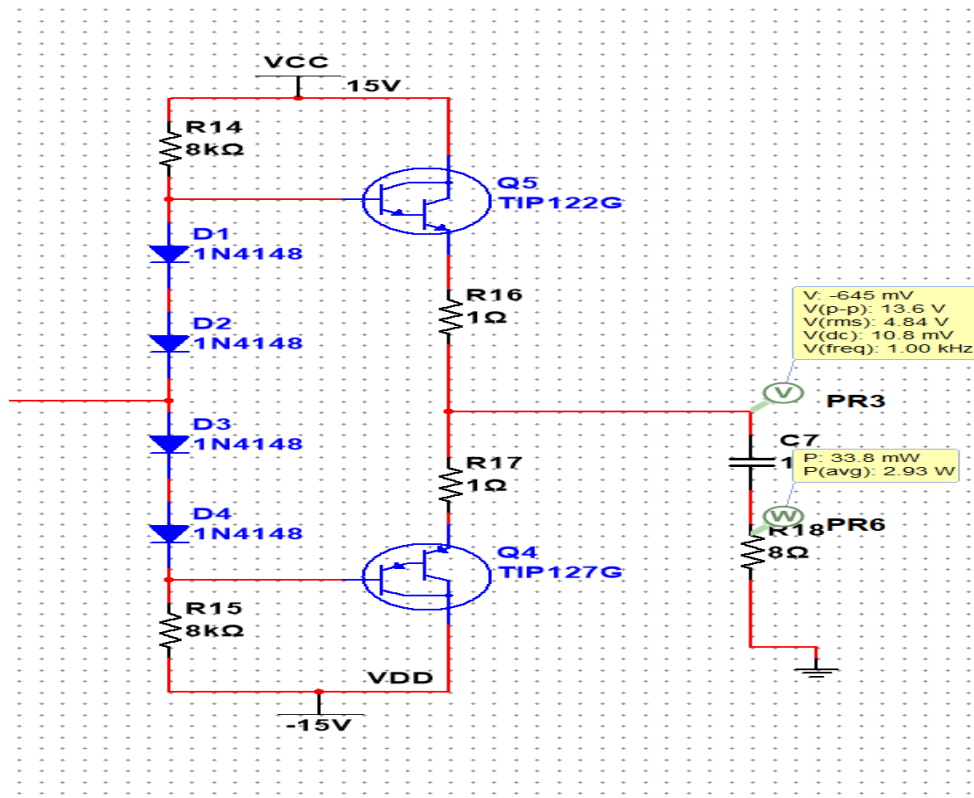 VCC
15V
R14
8kΩ
Q5
TIP122G
D1
1N4148
R16
1Ω
D2
1N4148
V: -645 mV
V(p-p): 13.6 V
V(rms): 4.84 V
V(dc): 10.8 mV
V(freq): 1.00 kHz
V
PR3
D3
1N4148
C7
1
P: 33.8 mW
P(avg): 2.93 W
R17
1Ω
D4
1N4148
W
PR6
R18
8Ω
Q4
TIP127G
R15
8kΩ
VDD
-15V